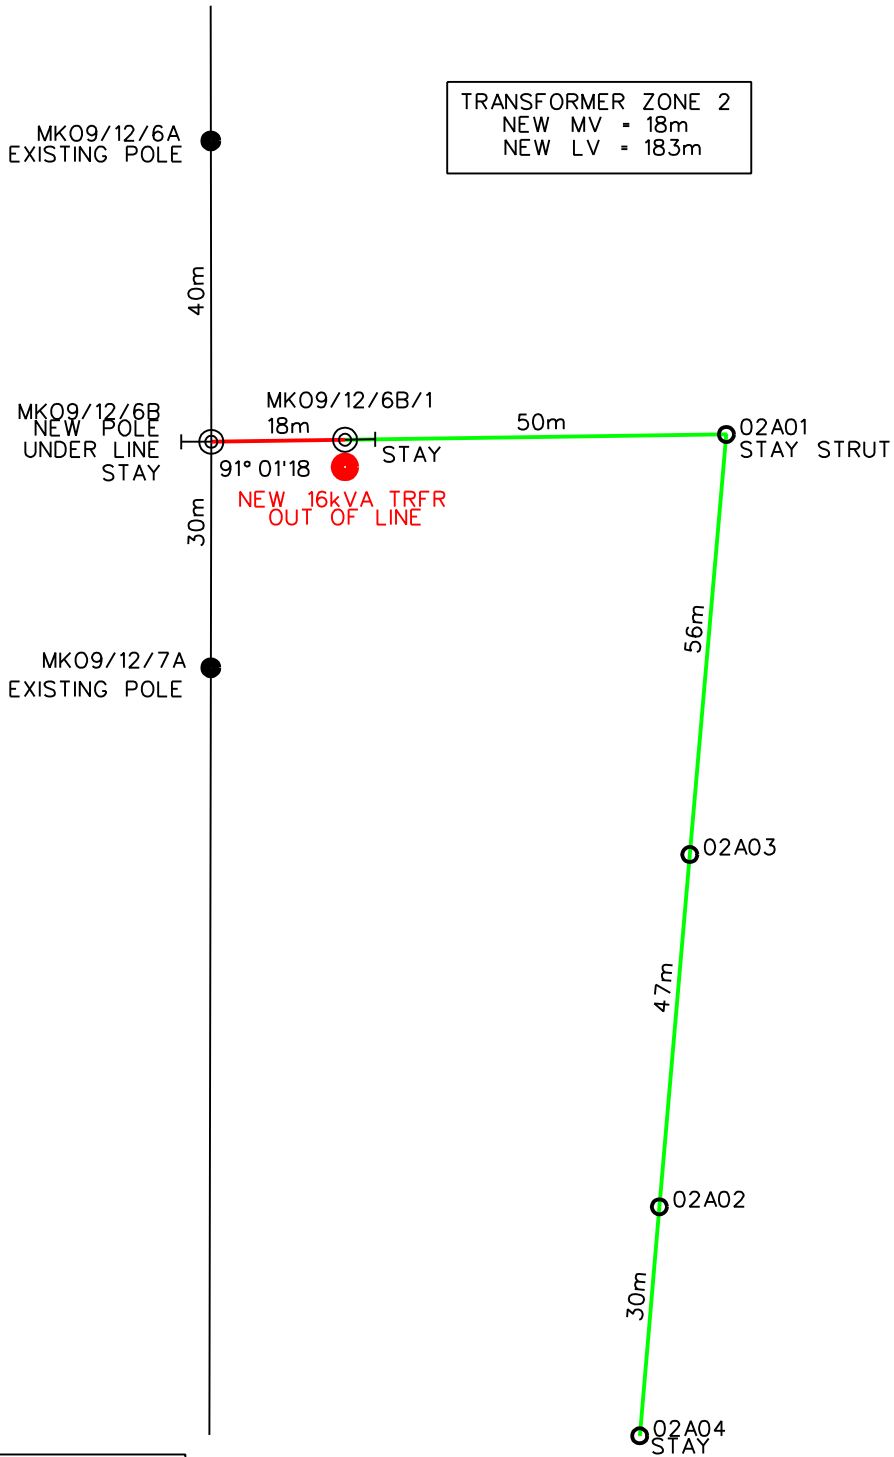 TRANSFORMER ZONE 2
NEW MV = 18m
NEW LV = 183m
MK09/12/6A
EXISTING POLE
40m
MK09/12/6B
NEW POLE
UNDER LINE
STAY
MK09/12/6B/1
18m
STAY
91° 01'18
NEW 16kVA TRFR
OUT OF LINE
50m
02A01
STAY STRUT
30m
56m
MK09/12/7A
EXISTING POLE
02A03
47m
02A02
30m
02A04
STAY